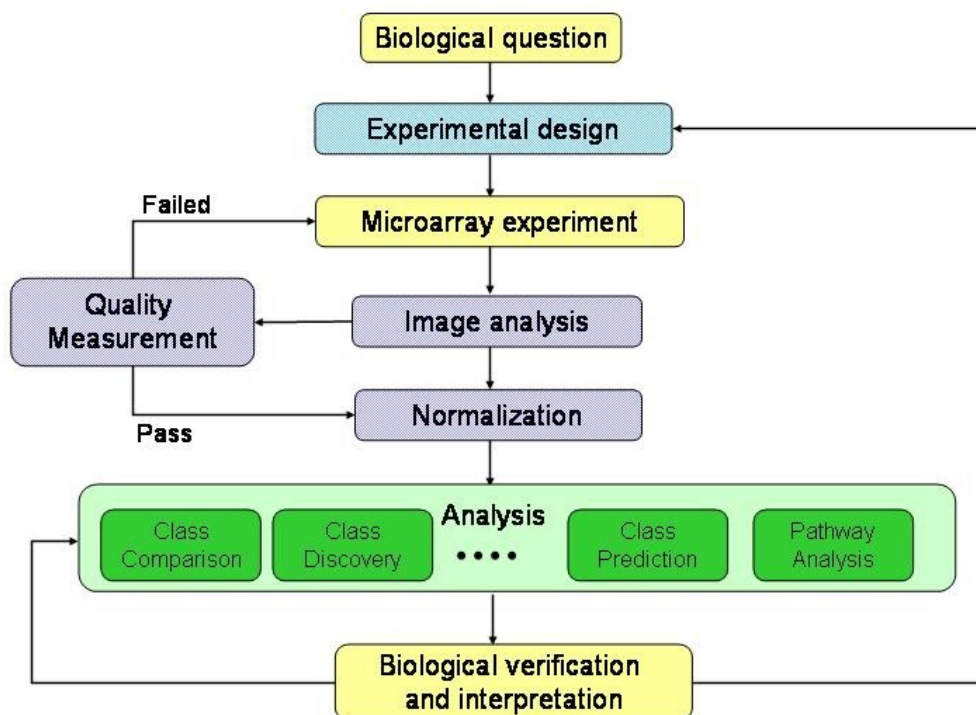 Biological question
Experimental design
Failed
Microarray experiment
Quality
Measurement
Image analysis
Normalization
Pass
Analysis
Class
Comparison
Class
Discovery
• • • •
Class
Prediction
Pathway
Analysis
Biological verification
and interpretation